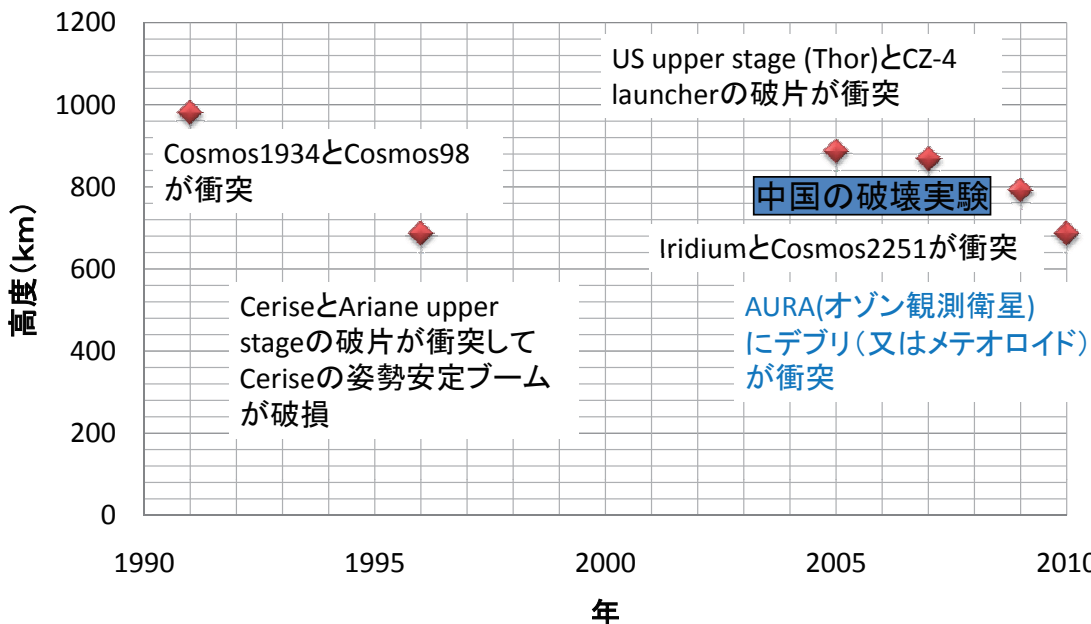 1200
1000
800
600
400
200
0
高度(km)
1990
1995
2000
2005
2010
年
US upper stage (Thor)とCZ-4
launcherの破片が衝突
Cosmos1934とCosmos98
が衝突
中国の破壊実験
IridiumとCosmos2251が衝突
CeriseとAriane upper
stageの破片が衝突して
Ceriseの姿勢安定ブーム
が破損
AURA(オゾン観測衛星)
にデブリ(又はメテオロイド)
が衝突